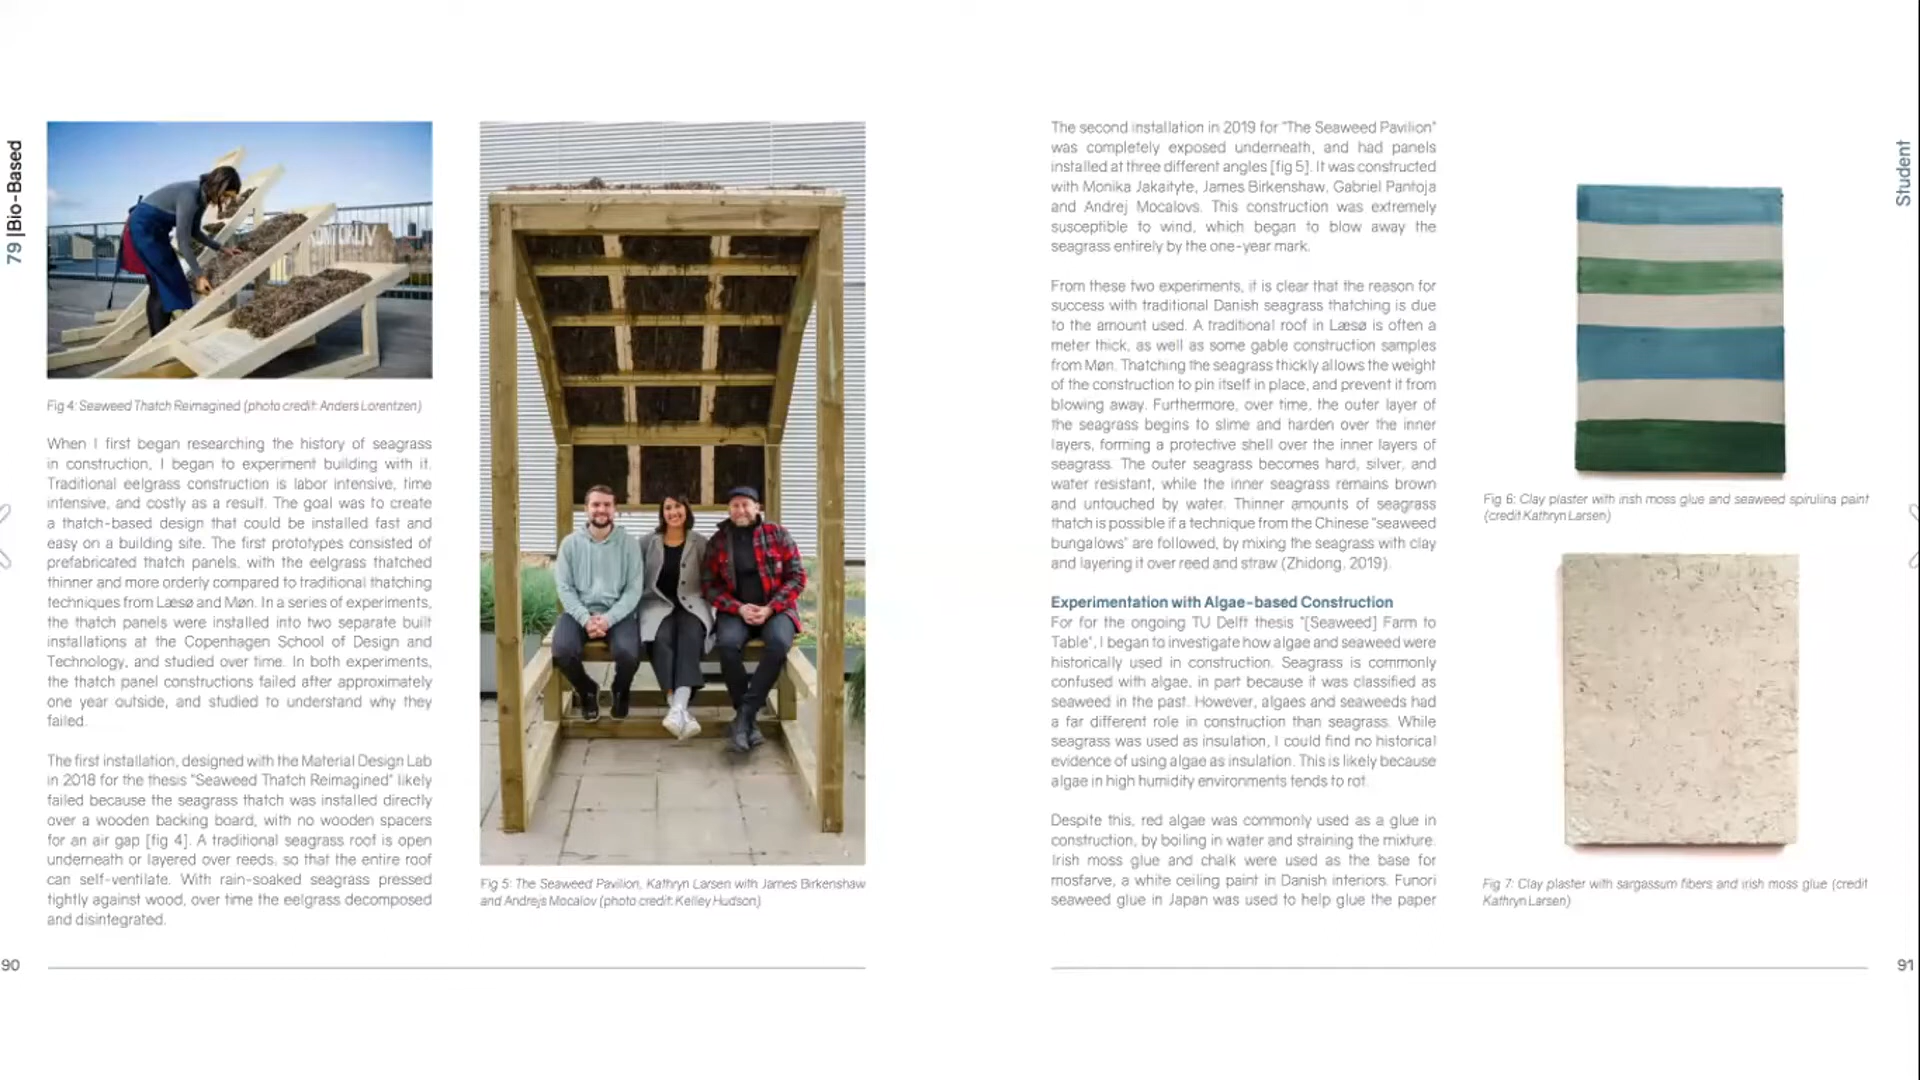 79 | Bio-Based
Fig 4: Seaweed Thatch Reimagined (photo credit: Anders Lorentzen)
When I first began researching the history of seagrass
in construction, I began to experiment building with it.
Traditional eelgrass construction is labor intensive, time
intensive, and costly as a result. The goal was to create
a thatch-based design that could be installed fast and
easy on a building site. The first prototypes consisted of
prefabricated thatch panels, with the eelgrass thatched
thinner and more orderly compared to traditional thatching
techniques from Læsø and Møn. In a series of experiments,
the thatch panels were installed into two separate built
installations at the Copenhagen School of Design and
Technology, and studied over time. In both experiments,
the thatch panel constructions failed after approximately
one year outside, and studied to understand why they
failed.
The first installation, designed with the Material Design Lab
in 2018 for the thesis "Seaweed Thatch Reimagined" likely
failed because the seagrass thatch was installed directly
over a wooden backing board, with no wooden spacers
for an air gap [fig 4]. A traditional seagrass roof is open
underneath or layered over reeds, so that the entire roof
can self-ventilate. With rain-soaked seagrass pressed
tightly against wood, over time the eelgrass decomposed
and disintegrated.
Fig 5: The Seaweed Pavilion, Kathryn Larsen with James Birkenshaw
and Andrejs Mocalov (photo credit: Kelley Hudson)
90
The second installation in 2019 for "The Seaweed Pavilion"
was completely exposed underneath, and had panels
installed at three different angles [fig 5]. It was constructed
with Monika Jakaityte, James Birkenshaw, Gabriel Pantoja
and Andrej Mocalovs. This construction was extremely
susceptible to wind, which began to blow away the
seagrass entirely by the one-year mark.
From these two experiments, it is clear that the reason for
success with traditional Danish seagrass thatching is due
to the amount used. A traditional roof in Læsø is often a
meter thick, as well as some gable construction samples
from Møn. Thatching the seagrass thickly allows the weight
of the construction to pin itself in place, and prevent it from
blowing away. Furthermore, over time, the outer layer of
the seagrass begins to slime and harden over the inner
layers, forming a protective shell over the inner layers of
seagrass. The outer seagrass becomes hard, silver, and
water resistant, while the inner seagrass remains brown
and untouched by water. Thinner amounts of seagrass
thatch is possible if a technique from the Chinese "seaweed
bungalows" are followed, by mixing the seagrass with clay
and layering it over reed and straw (Zhidong, 2019).
Experimentation with Algae-based Construction
For for the ongoing TU Delft thesis "[Seaweed] Farm to
Table", I began to investigate how algae and seaweed were
historically used in construction. Seagrass is commonly
confused with algae, in part because it was classified as
seaweed in the past. However, algaes and seaweeds had
a far different role in construction than seagrass. While
seagrass was used as insulation, I could find no historical
evidence of using algae as insulation. This is likely because
algae in high humidity environments tends to rot.
Despite this, red algae was commonly used as a glue in
construction, by boiling in water and straining the mixture.
Irish moss glue and chalk were used as the base for
mosfarve, a white ceiling paint in Danish interiors. Funori
seaweed glue in Japan was used to help glue the paper
Student
Fig 6: Clay plaster with irish moss glue and seaweed spirulina paint
(credit Kathryn Larsen)
Fig 7: Clay plaster with sargassum fibers and irish moss glue (credit
Kathryn Larsen)
91